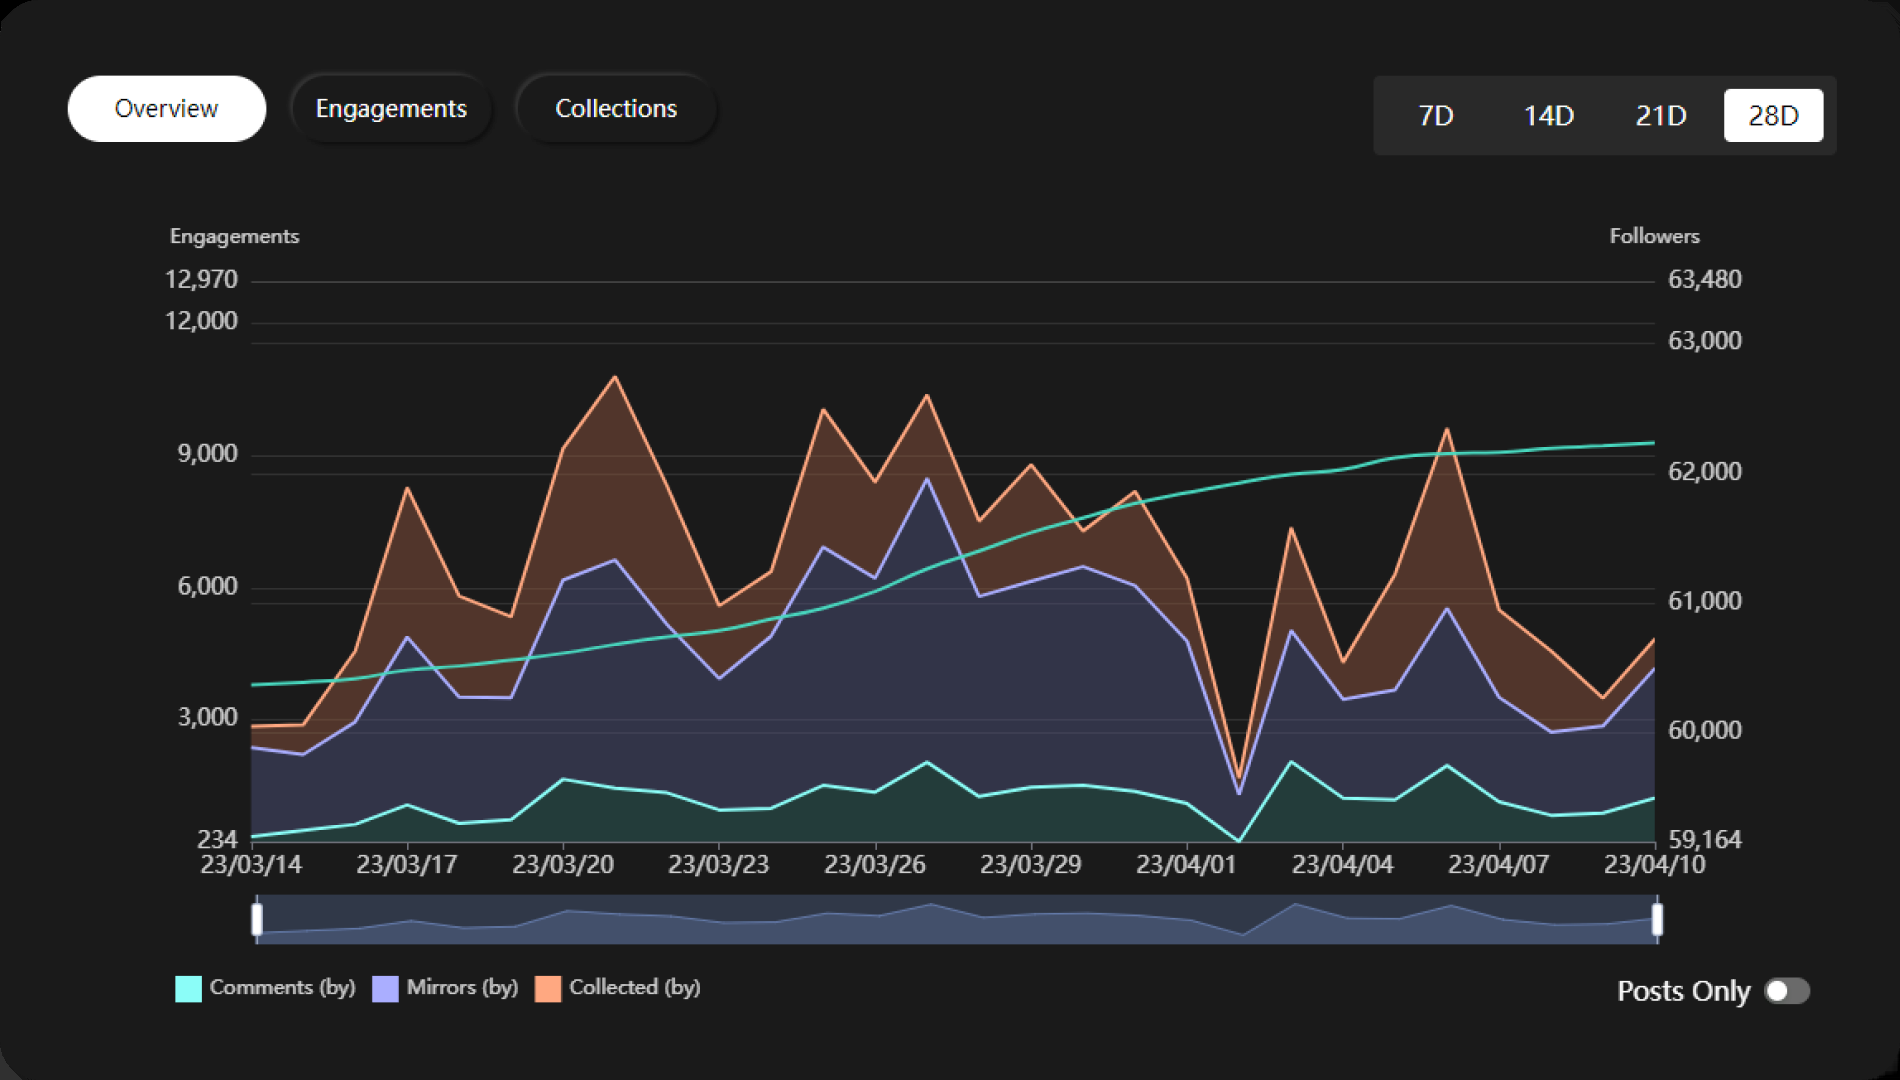 Overview Engagements Collections 7D 14D 21D 28D
Engagements Followers
12,970 63,480
12,000 63,000
9,000 62,000
6,000 61,000
3,000 60,000
234 59,164
23/03/14 23/03/17 23/03/20 23/03/23 23/03/26 23/03/29 23/04/01 23/04/04 23/04/07 23/04/10
Comments (by) Mirrors (by) Collected (by) Posts Only